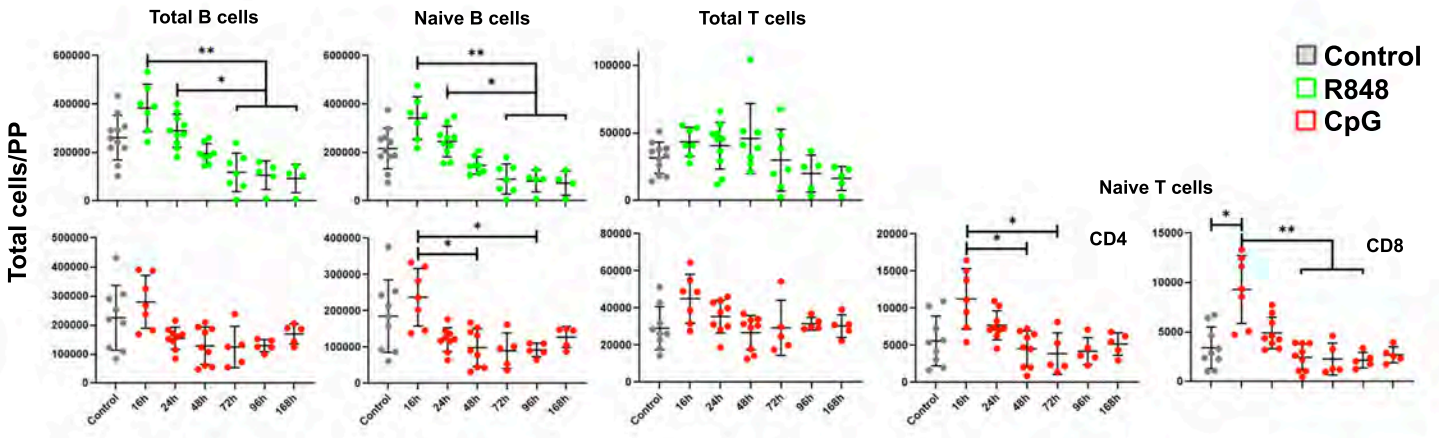 Total B cells
Naive B cells
Total T cells
Control
R848
CpG
Total cells/PP
600000
400000
200000
0
**
*
600000
400000
200000
0
**
*
100000
50000
0
Naive T cells
500000
400000
300000
200000
100000
0
Control
16h
24h
48h
72h
96h
168h
400000
300000
200000
100000
0
*
*
Control
16h
24h
48h
72h
96h
168h
80000
60000
40000
20000
0
Control
16h
24h
48h
72h
96h
168h
20000
15000
10000
5000
0
*
*
CD4
Control
16h
24h
48h
72h
96h
168h
15000
10000
5000
0
*
**
CD8